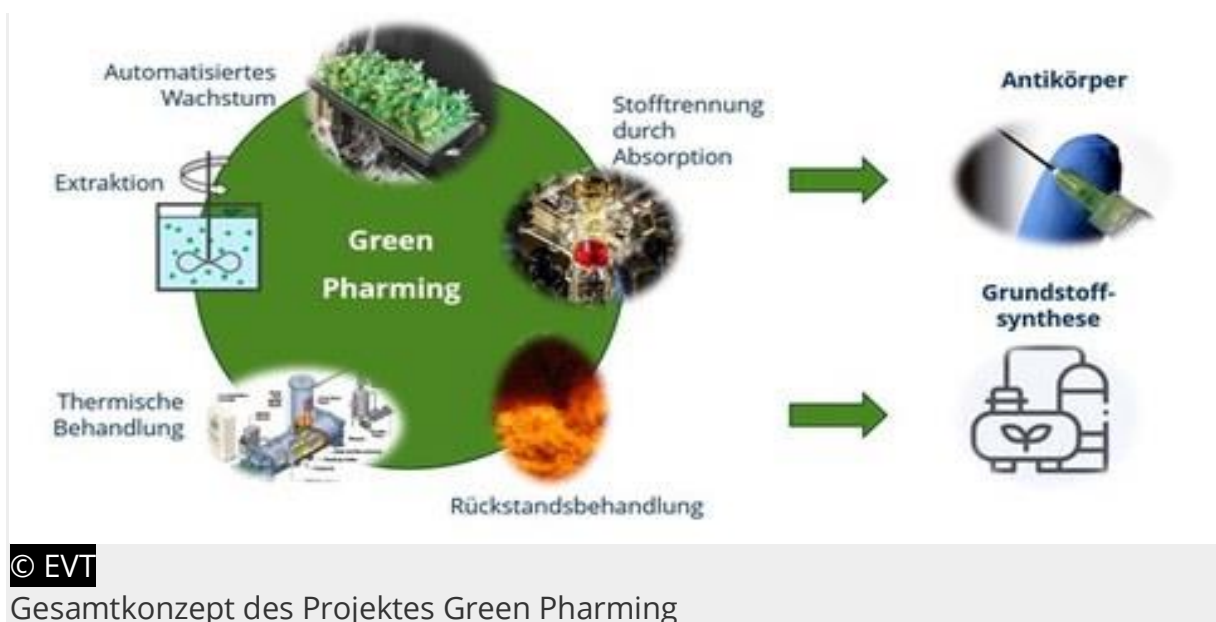 Automatisiertes
Wachstum
Stofftrennung
durch
Absorption
Antikörper
Extraktion
Green
Pharming
Grundstoff-
synthese
Thermische
Behandlung
Rückstandsbehandlung
© EVT
Gesamtkonzept des Projektes Green Pharming